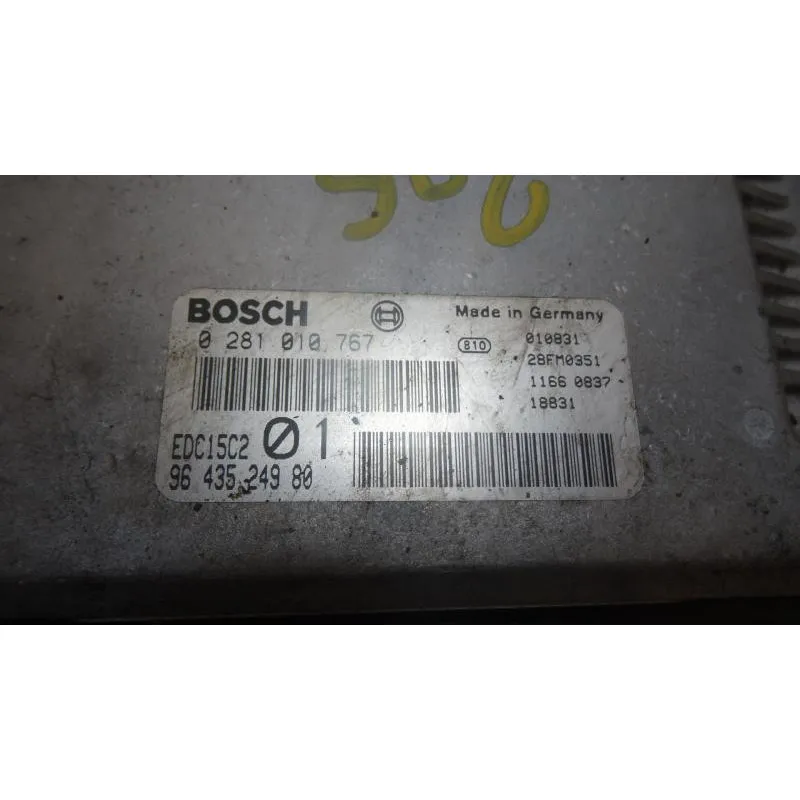 BOSCH
Made in Germany
0 281 010 767
810
010831
28FM0351
1166 0837
18831
EDC15C2
Ø1
96 435 249 80